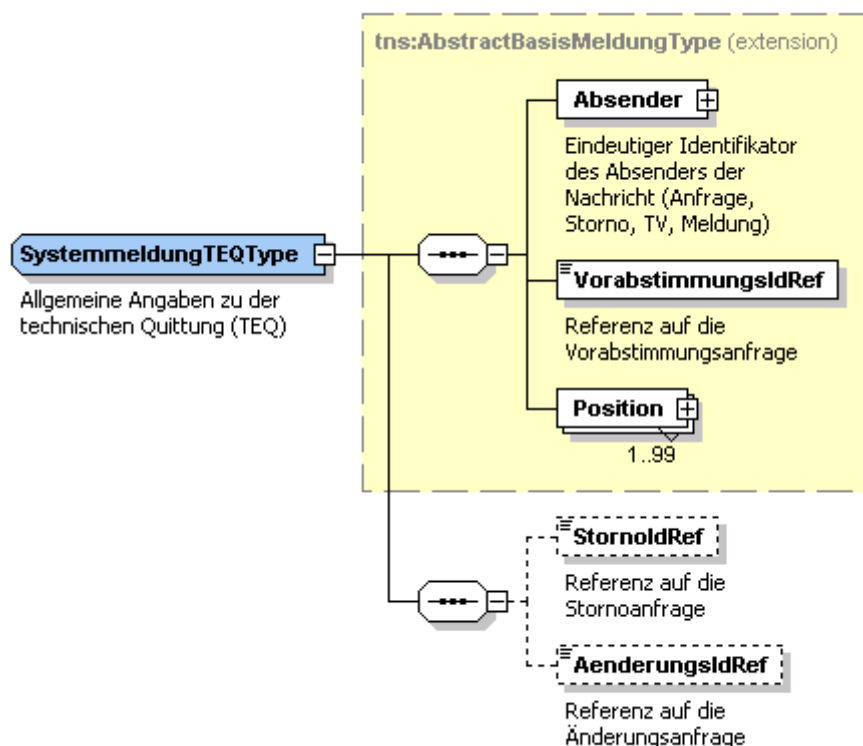 tns:AbstractBasisMeldungType (extension)
Absender
Eindeutiger Identifikator
des Absenders der
Nachricht (Anfrage,
Storno, TV, Meldung)
SystemmeldungTEQType
Allgemeine Angaben zu der
technischen Quittung (TEQ)
VorabstimmungsIdRef
Referenz auf die
Vorabstimmungsanfrage
Position
1..99
StornoIdRef
Referenz auf die
Stornoanfrage
AenderungsIdRef
Referenz auf die
Änderungsanfrage